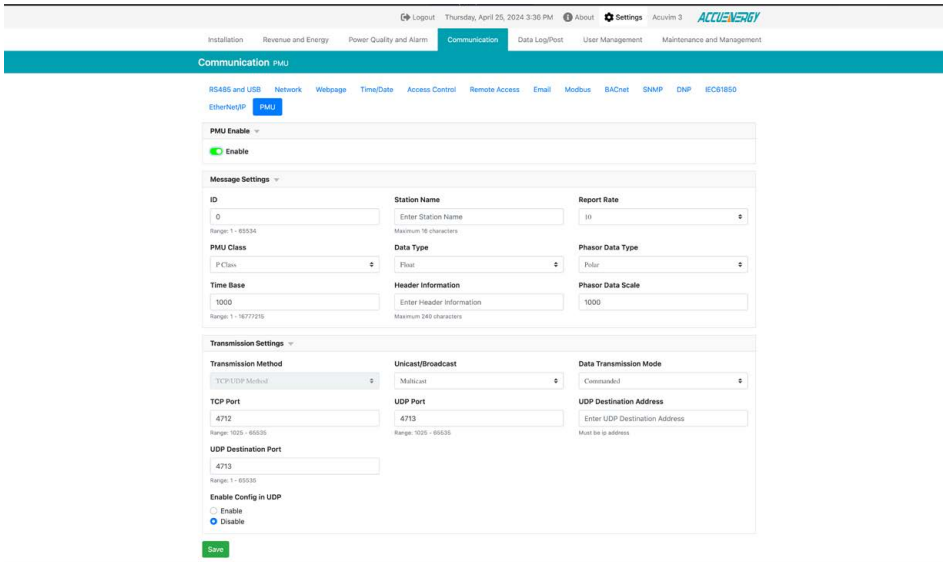 Logout Thursday, April 25, 2024 3:36 PM About Settings Acuvim 3 ACCUENERGY
Installation Revenue and Energy Power Quality and Alarm Communication Data Log/Post User Management Maintenance and Management
Communication PMU
RS485 and USB Network Webpage Time/Date Access Control Remote Access Email Modbus BACnet SNMP DNP IEC61850
EtherNet/IP PMU
PMU Enable
Enable
Message Settings
ID Station Name Report Rate
0 Enter Station Name 10
Range: 1 - 65534 Maximum 16 characters
PMU Class Data Type Phasor Data Type
P Class Float Polar
Time Base Header Information Phasor Data Scale
1000 Enter Header Information 1000
Range: 1 - 16777215 Maximum 240 characters
Transmission Settings
Transmission Method Unicast/Broadcast Data Transmission Mode
TCP/UDP Method Multicast Commanded
TCP Port UDP Port UDP Destination Address
4712 4713 Enter UDP Destination Address
Range: 1025 - 65535 Range: 1025 - 65535 Must be ip address
UDP Destination Port
4713
Range: 1 - 65535
Enable Config in UDP
Enable
Disable
Save